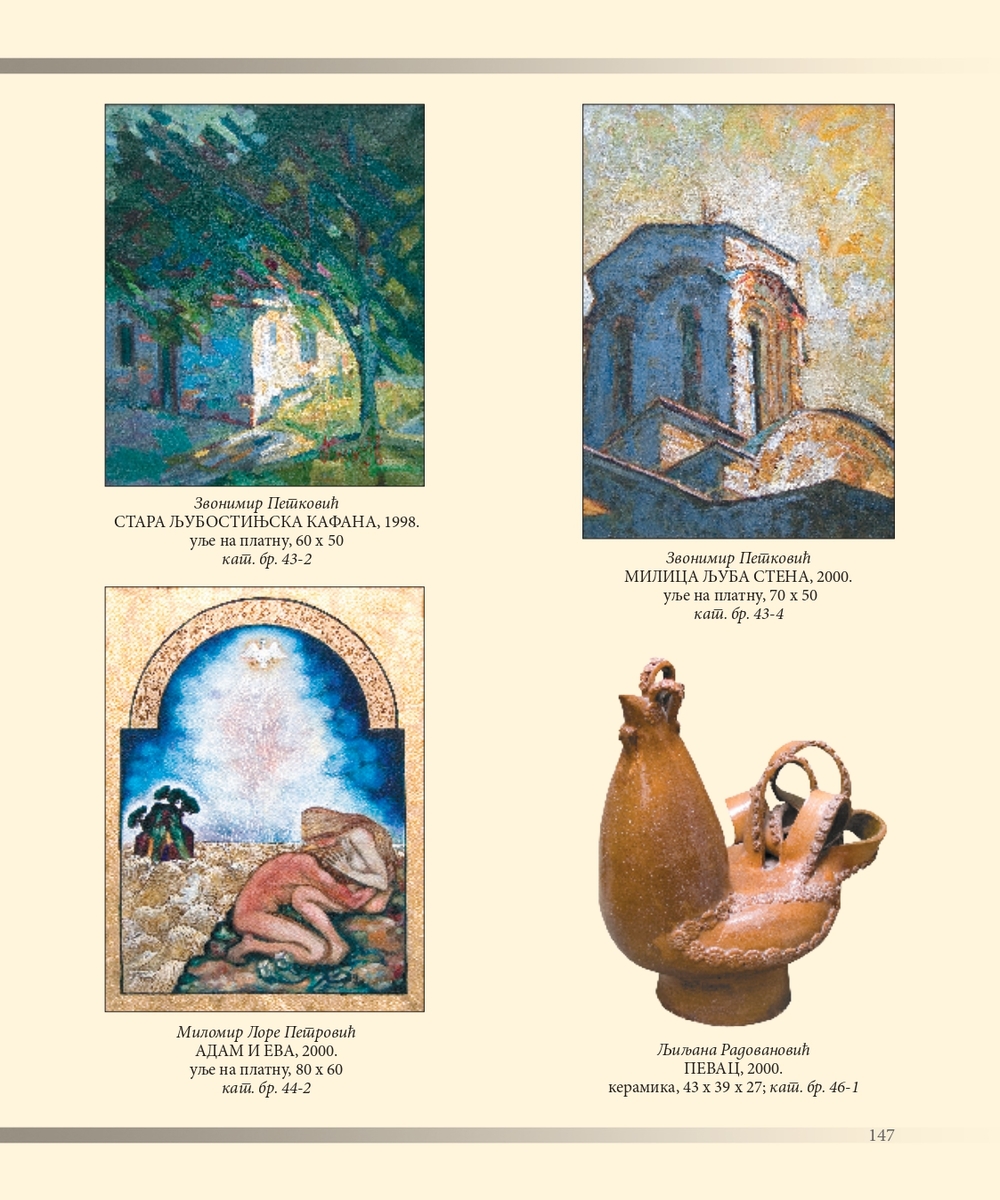 Звонимир Петковић
СТАРА ЉУБОСТИЊСКА КАФАНА, 1998.
уље на платну, 60 x 50
кат. бр. 43-2
Звонимир Петковић
МИЛИЦА ЉУБА СТЕНА, 2000.
уље на платну, 70 x 50
кат. бр. 43-4
Миломир Лоре Петровић
АДАМ И ЕВА, 2000.
уље на платну, 80 x 60
кат. бр. 44-2
Љиљана Радовановић
ПЕВАЦ, 2000.
керамика, 43 x 39 x 27; кат. бр. 46-1
147